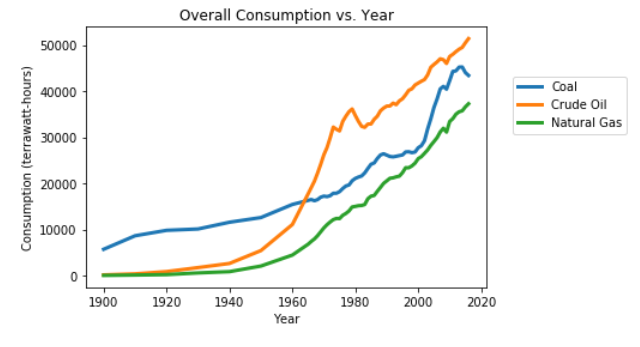 Overall Consumption vs. Year
Consumption (terrawatt-hours)
50000
40000
30000
20000
10000
0
1900
1920
1940
1960
1980
2000
2020
Year
Coal
Crude Oil
Natural Gas